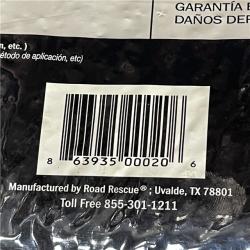 GARANTÍA
DAÑOS DE
n, etc. )
étodo de aplicación, etc)
8 63935 00020 6
Manufactured by Road Rescue®; Uvalde, TX 78801
Toll Free 855-301-1211